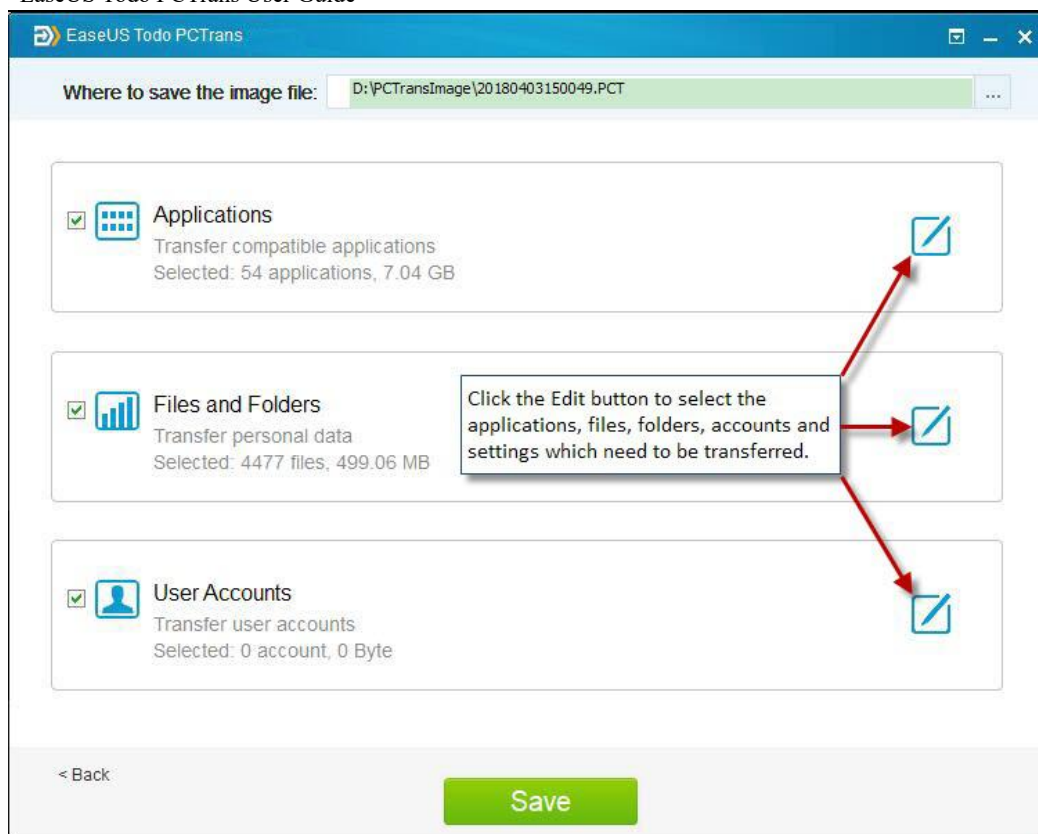 EaseUS Todo PCTrans User Guide
EaseUS Todo PCTrans
Where to save the image file: D:\PCTransImage\20180403150049.PCT ...
Applications
Transfer compatible applications
Selected: 54 applications, 7.04 GB
Files and Folders
Transfer personal data
Selected: 4477 files, 499.06 MB
Click the Edit button to select the
applications, files, folders, accounts and
settings which need to be transferred.
User Accounts
Transfer user accounts
Selected: 0 account, 0 Byte
< Back
Save